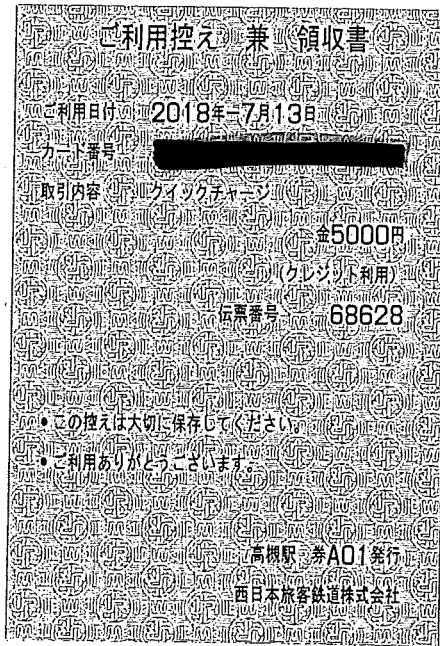 ご利用控え 兼 領収書
ご利用日付 2018年-7月13日
カード番号
取引内容 クイックチャージ
金5000円
(クレジット利用)
伝票番号 68628
•この控えは大切に保存してください。
•ご利用ありがとうございます。
高槻駅 券A01発行
西日本旅客鉄道株式会社